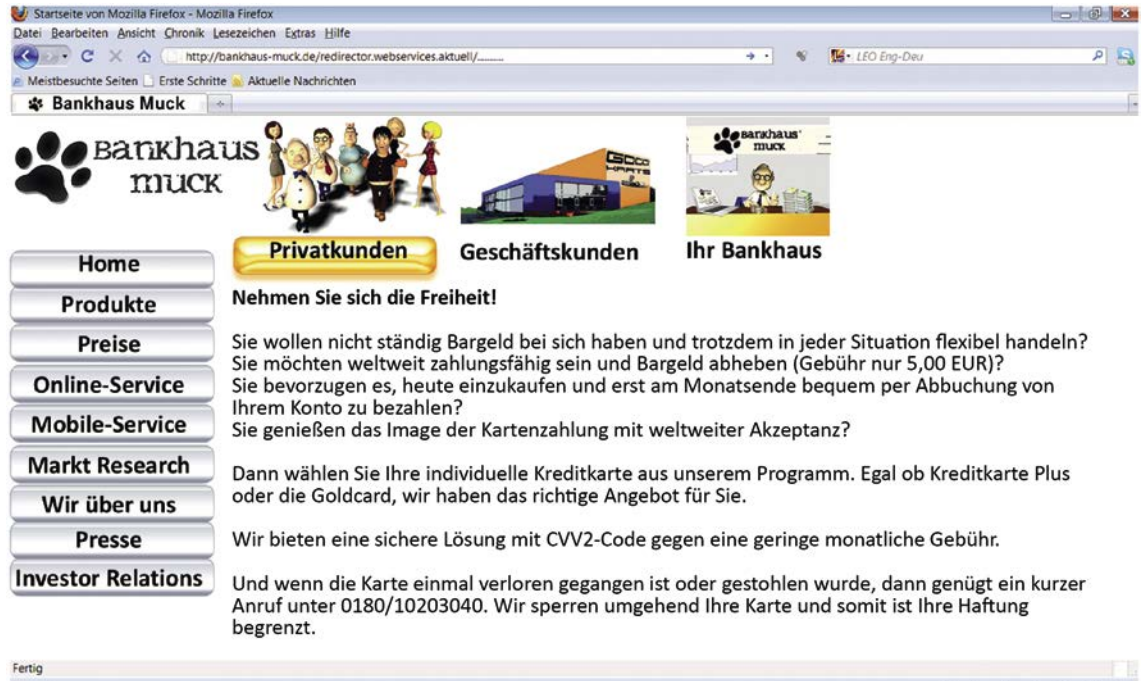 Startseite von Mozilla Firefox - Mozilla Firefox
Datei Bearbeiten Ansicht Chronik Lesezeichen Extras Hilfe
http://bankhaus-muck.de/redirector.webservices.aktuell/..........
LEO Eng-Deu
Meistbesuchte Seiten Erste Schritte Aktuelle Nachrichten
Bankhaus Muck
Bankhaus
muck
Bankhaus
muck
Privatkunden
Geschäftskunden
Ihr Bankhaus
Home
Produkte
Preise
Online-Service
Mobile-Service
Markt Research
Wir über uns
Presse
Investor Relations
Nehmen Sie sich die Freiheit!
Sie wollen nicht ständig Bargeld bei sich haben und trotzdem in jeder Situation flexibel handeln?
Sie möchten weltweit zahlungsfähig sein und Bargeld abheben (Gebühr nur 5,00 EUR)?
Sie bevorzugen es, heute einzukaufen und erst am Monatsende bequem per Abbuchung von
Ihrem Konto zu bezahlen?
Sie genießen das Image der Kartenzahlung mit weltweiter Akzeptanz?
Dann wählen Sie Ihre individuelle Kreditkarte aus unserem Programm. Egal ob Kreditkarte Plus
oder die Goldcard, wir haben das richtige Angebot für Sie.
Wir bieten eine sichere Lösung mit CVV2-Code gegen eine geringe monatliche Gebühr.
Und wenn die Karte einmal verloren gegangen ist oder gestohlen wurde, dann genügt ein kurzer
Anruf unter 0180/10203040. Wir sperren umgehend Ihre Karte und somit ist Ihre Haftung
begrenzt.
Fertig